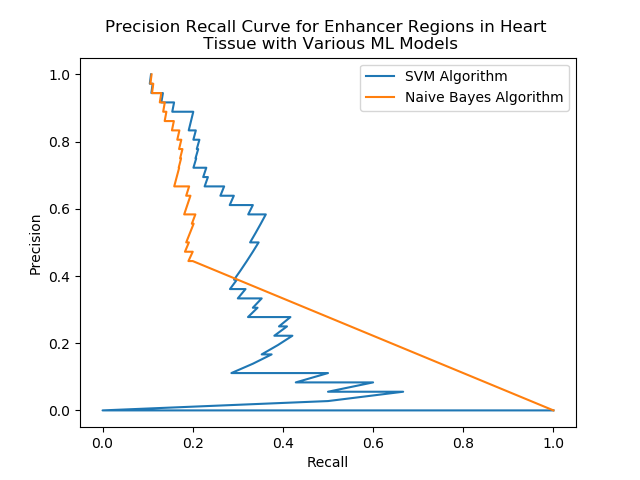 Precision Recall Curve for Enhancer Regions in Heart
Tissue with Various ML Models
SVM Algorithm
Naive Bayes Algorithm
1.0
0.8
0.6
0.4
0.2
0.0
Precision
0.0 0.2 0.4 0.6 0.8 1.0
Recall